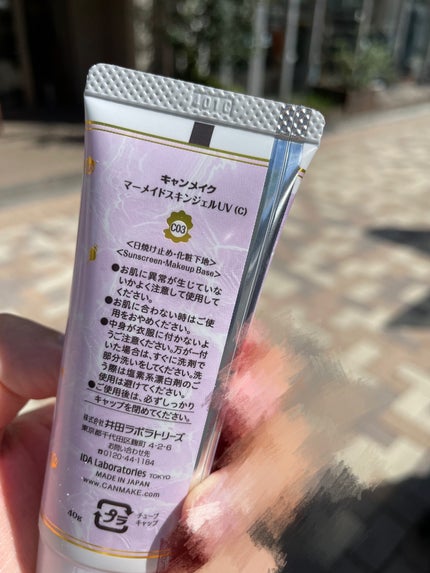 1010
キャンメイク
マーメイドスキンジェルUV (C)
C03
<日焼け止め・化粧下地>
<Sunscreen・Makeup Base>
●お肌に異常が生じていな
いかよく注意して使用して
ください。
●お肌に合わない時はご使
用をおやめください。
●中身が衣服に付かないよ
うご注意ください。万が一付
いた場合は、すぐに洗剤で
部分洗いをしてください。洗
う際は塩素系漂白剤のご
使用は避けてください。
●ご使用後は、必ずしっかり
キャップを閉めてください。
株式会社 井田ラボラトリーズ
東京都千代田区麹町 4-2-6
お問い合わせ先
☎0120-44-1184
IDA Laboratories TOKYO
MADE IN JAPAN
www.CANMAKE.com
40g
プラ
チューブ
キャップ